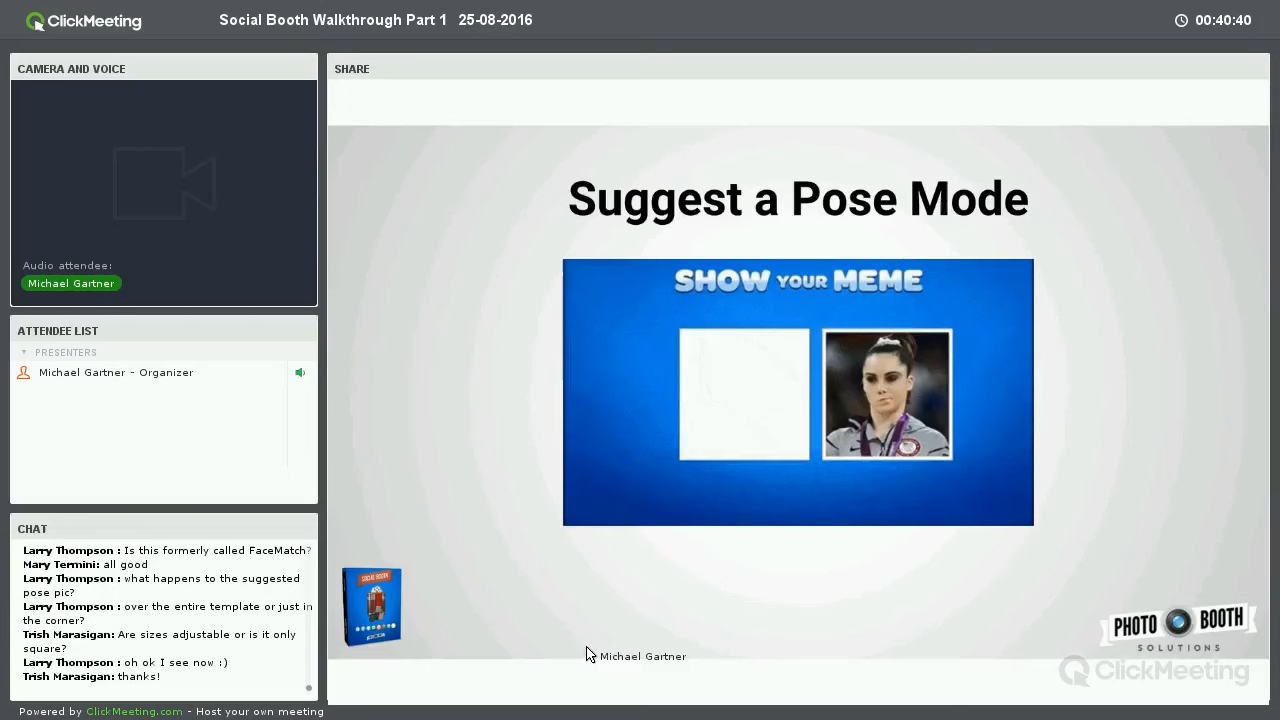 ClickMeeting
Social Booth Walkthrough Part 1 25-08-2016
00:40:40
CAMERA AND VOICE
Audio attendee:
Michael Gartner
ATTENDEE LIST
PRESENTERS
Michael Gartner - Organizer
CHAT
Larry Thompson : Is this formerly called FaceMatch?
Mary Termini: all good
Larry Thompson : what happens to the suggested
pose pic?
Larry Thompson : over the entire template or just in
the corner?
Trish Marasigan: Are sizes adjustable or is it only
square?
Larry Thompson : oh ok I see now :)
Trish Marasigan: thanks!
SHARE
Suggest a Pose Mode
SHOW YOUR MEME
SOCIAL BOOTH
PHOTO BOOTH
SOLUTIONS
Michael Gartner
ClickMeeting
Powered by ClickMeeting.com - Host your own meeting